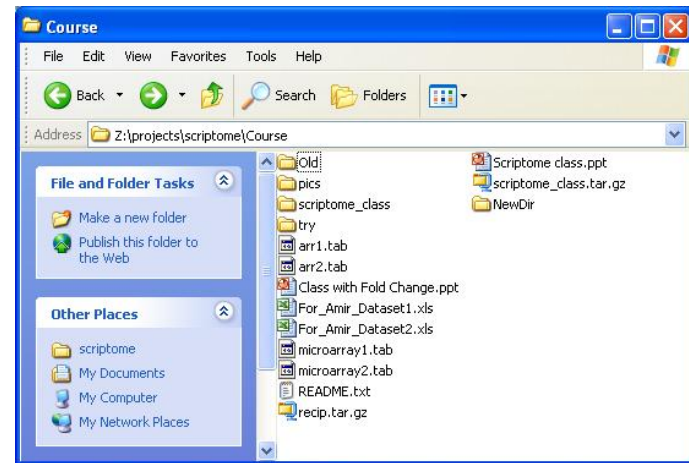 Course
File Edit View Favorites Tools Help
Back Search Folders
Address Z:\projects\scriptome\Course
File and Folder Tasks
Make a new folder
Publish this folder to
the Web
Other Places
scriptome
My Documents
My Computer
My Network Places
Old
pics
scriptome_class
try
arr1.tab
arr2.tab
Class with Fold Change.ppt
For_Amir_Dataset1.xls
For_Amir_Dataset2.xls
microarray1.tab
microarray2.tab
README.txt
recip.tar.gz
Scriptome class.ppt
scriptome_class.tar.gz
NewDir